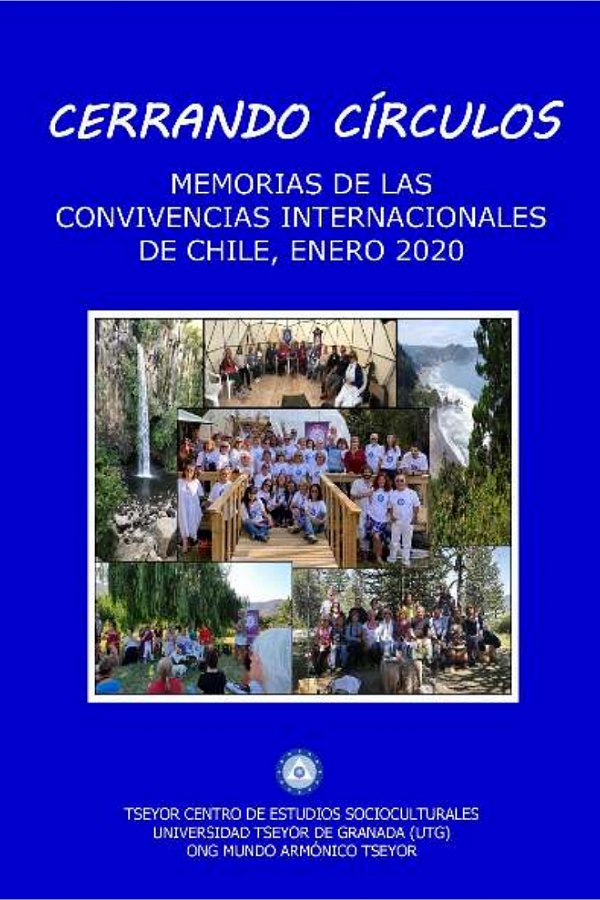 CERRANDO CÍRCULOS
MEMORIAS DE LAS
CONVIVENCIAS INTERNACIONALES
DE CHILE, ENERO 2020
TSEYOR CENTRO DE ESTUDIOS SOCIOCULTURALES
UNIVERSIDAD TSEYOR DE GRANADA (UTG)
ONG MUNDO ARMÓNICO TSEYOR